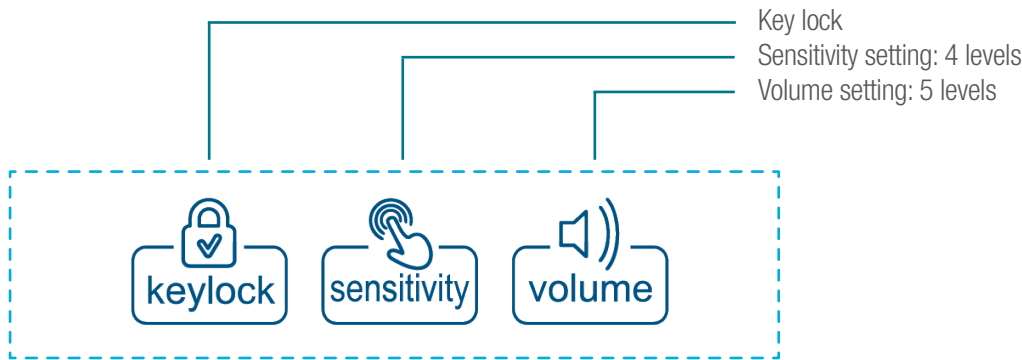 Key lock
Sensitivity setting: 4 levels
Volume setting: 5 levels
keylock
sensitivity
volume